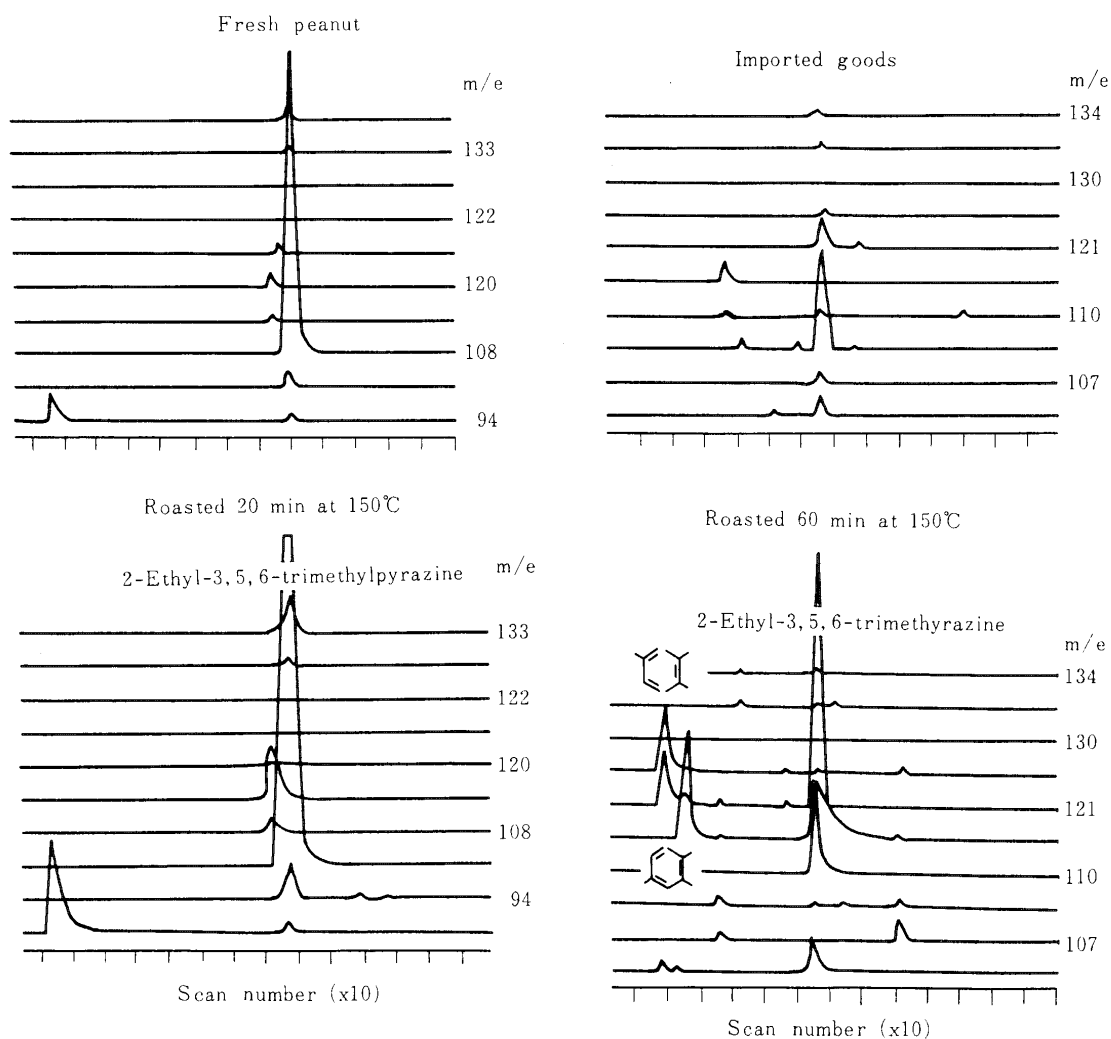 Fresh peanut
m/e
133
122
120
108
94
Imported goods
m/e
134
130
121
110
107
Roasted 20 min at 150℃
2-Ethyl-3,5,6-trimethylpyrazine
m/e
133
122
120
108
94
Scan number (x10)
Roasted 60 min at 150℃
2-Ethyl-3,5,6-trimethyrazine
m/e
134
130
121
110
107
Scan number (x10)